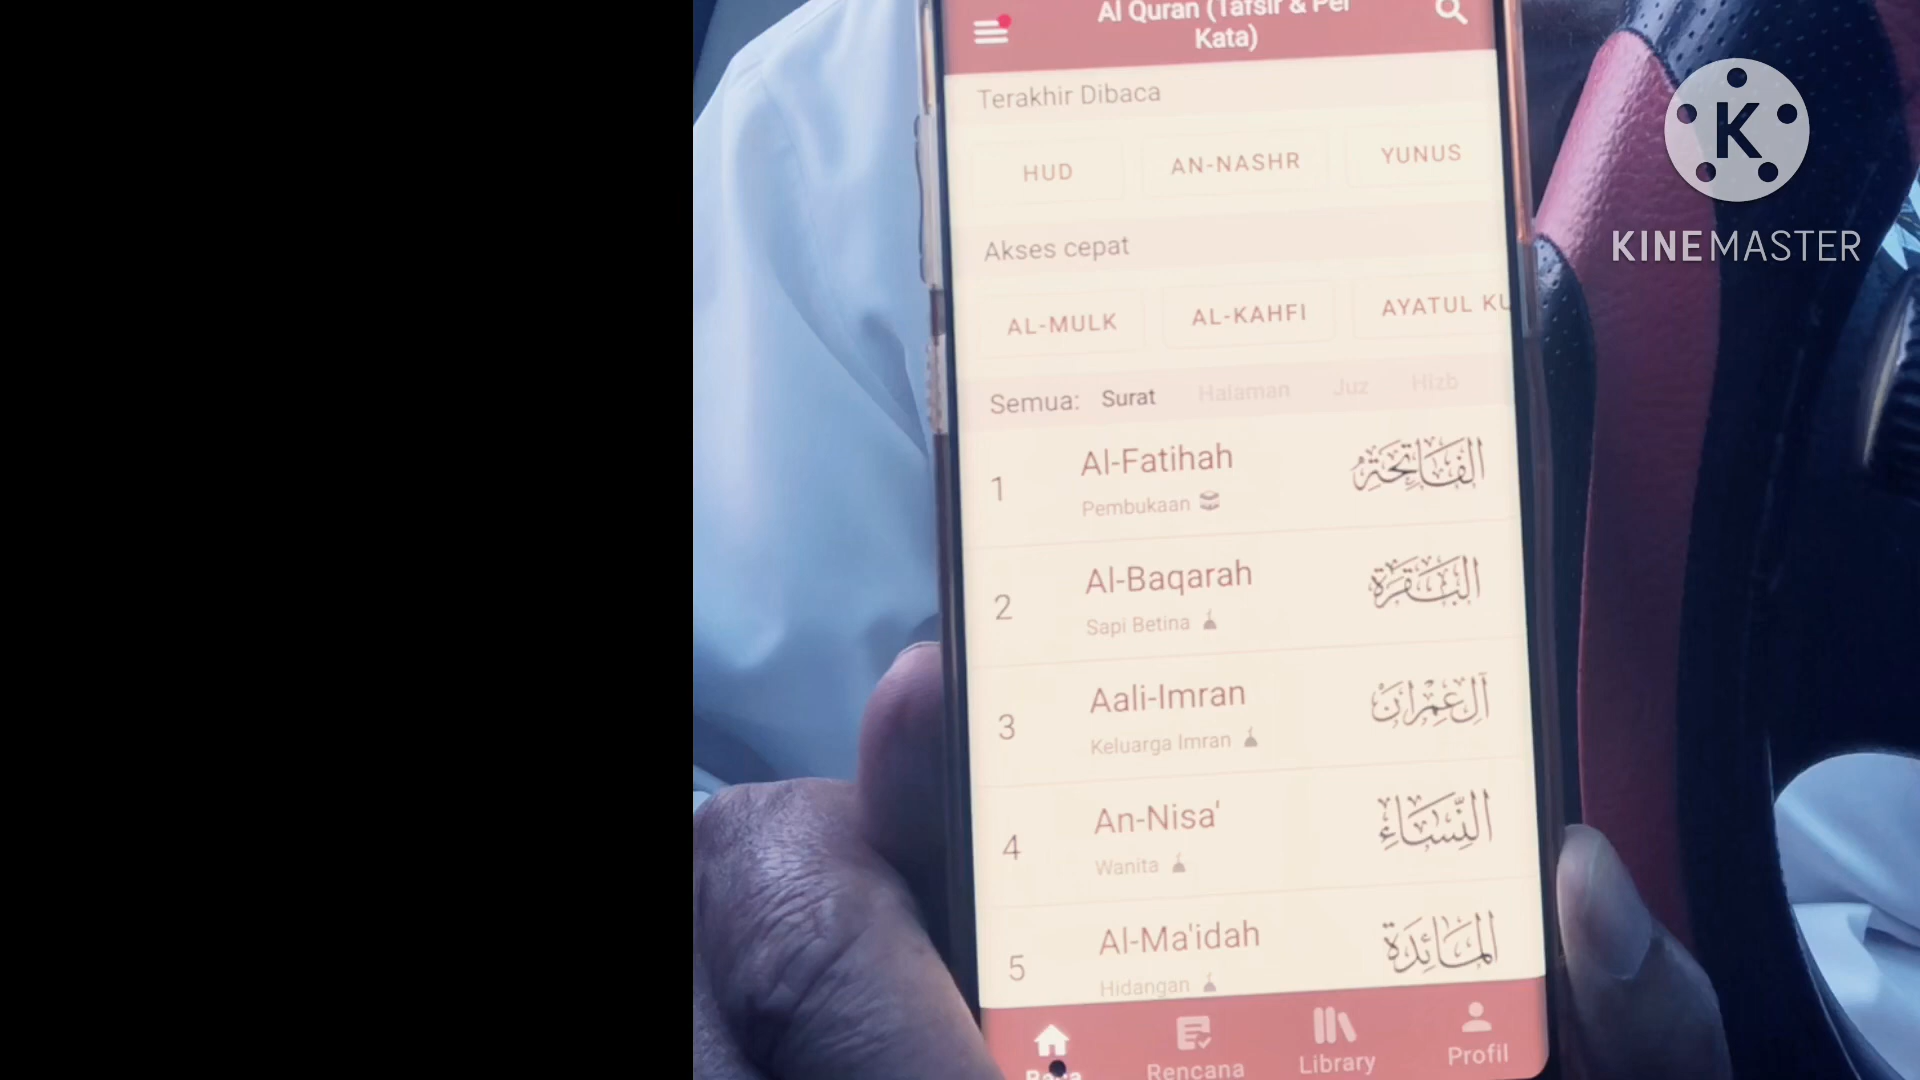 Al Quran (Tafsir & Per
Kata)
Terakhir Dibaca
HUD
AN-NASHR
YUNUS
Akses cepat
AL-MULK
AL-KAHFI
AYATUL KU
Semua: Surat Halaman Juz Hizb
1
Al-Fatihah
الفاتحة
Pembukaan
2
Al-Baqarah
البقرة
Sapi Betina
3
Aali-Imran
آل عمران
Keluarga Imran
4
An-Nisa'
النساء
Wanita
5
Al-Ma'idah
المائدة
Hidangan
Rencana
Library
Profil
K
KINEMASTER